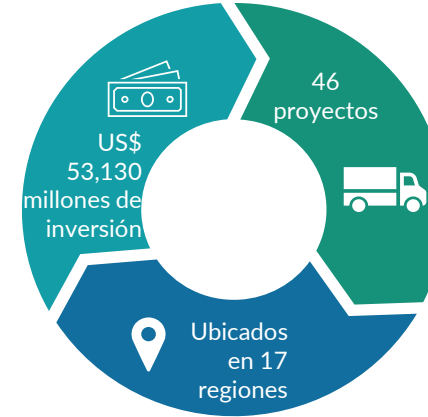 46
proyectos
US$
53,130
millones de
inversión
Ubicados
en 17
regiones